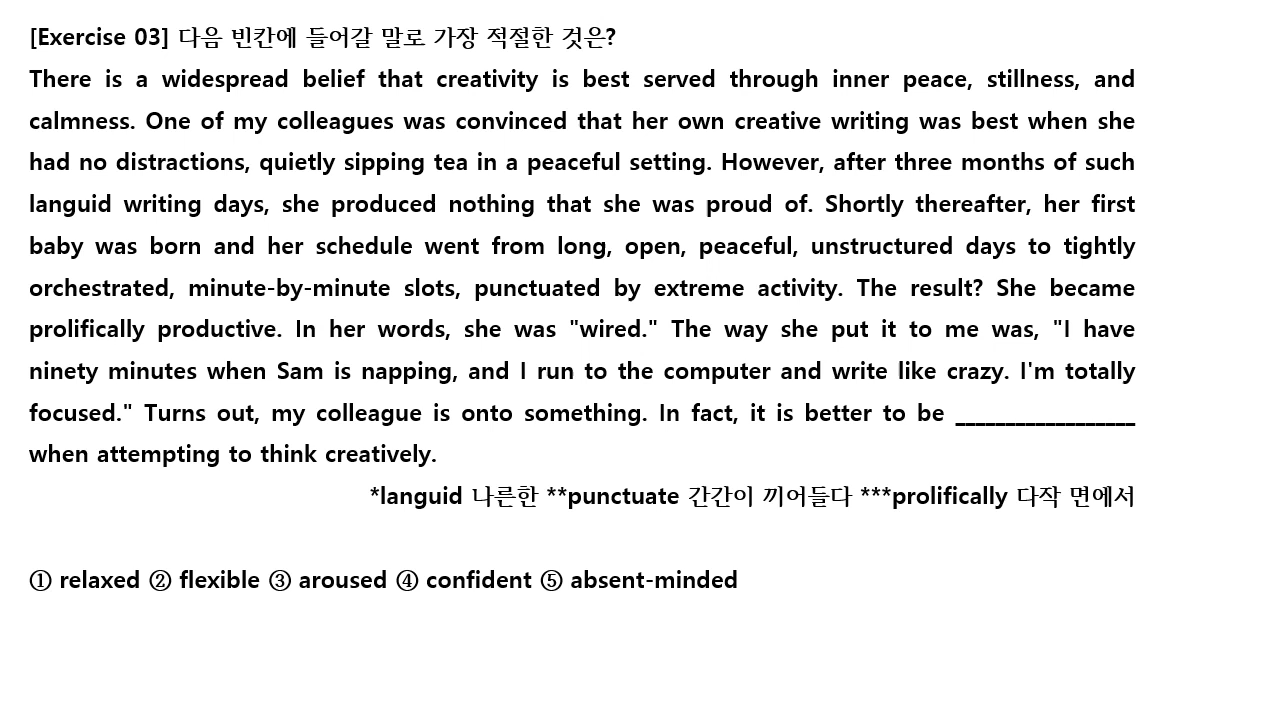 [Exercise 03] 다음 빈칸에 들어갈 말로 가장 적절한 것은?
There is a widespread belief that creativity is best served through inner peace, stillness, and
calmness. One of my colleagues was convinced that her own creative writing was best when she
had no distractions, quietly sipping tea in a peaceful setting. However, after three months of such
languid writing days, she produced nothing that she was proud of. Shortly thereafter, her first
baby was born and her schedule went from long, open, peaceful, unstructured days to tightly
orchestrated, minute-by-minute slots, punctuated by extreme activity. The result? She became
prolifically productive. In her words, she was "wired." The way she put it to me was, "I have
ninety minutes when Sam is napping, and I run to the computer and write like crazy. I'm totally
focused." Turns out, my colleague is onto something. In fact, it is better to be __________________
when attempting to think creatively.
*languid 나른한 **punctuate 간간이 끼어들다 ***prolifically 다작 면에서
① relaxed ② flexible ③ aroused ④ confident ⑤ absent-minded